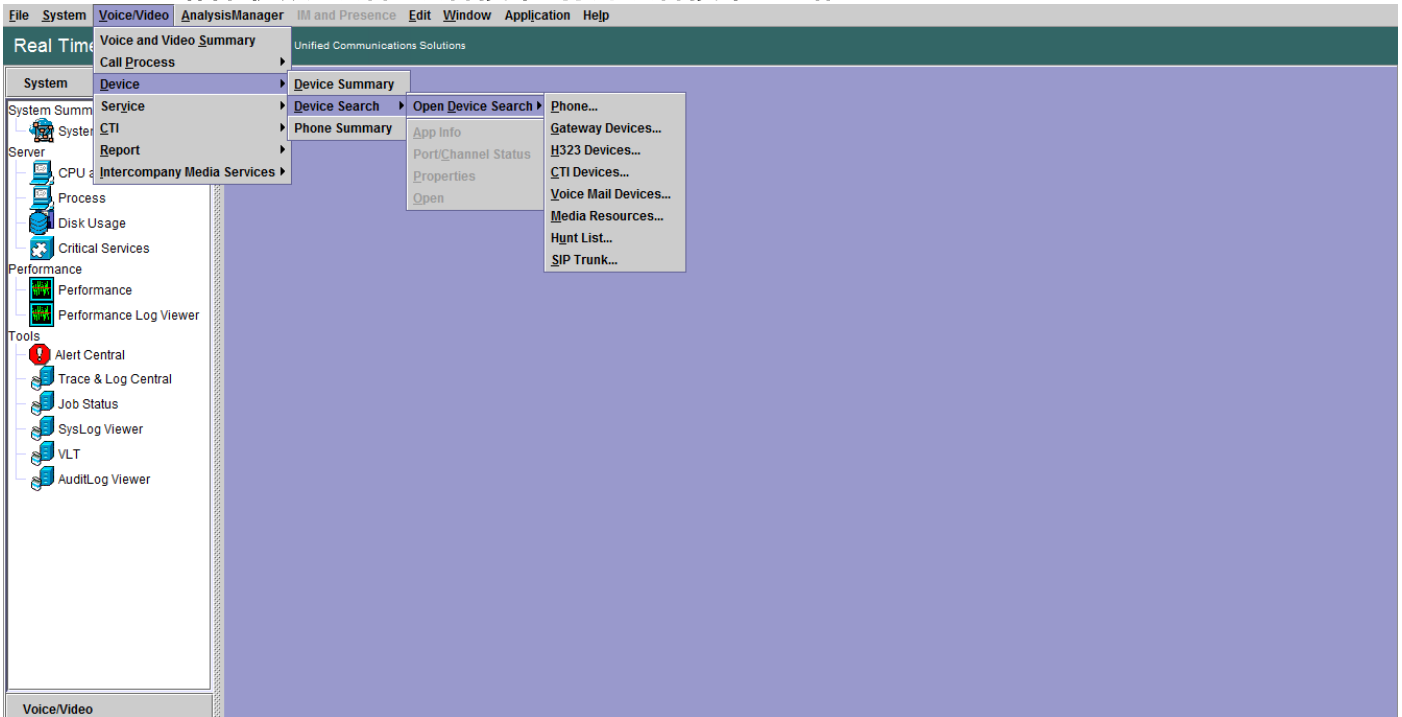 File System Voice/Video AnalysisManager IM and Presence Edit Window Application Help
Real Time
Unified Communications Solutions
Voice and Video Summary
Call Process
Device
Service
CTI
Report
Intercompany Media Services
Device Summary
Device Search
Phone Summary
Open Device Search
App Info
Port/Channel Status
Properties
Open
Phone...
Gateway Devices...
H323 Devices...
CTI Devices...
Voice Mail Devices...
Media Resources...
Hunt List...
SIP Trunk...
System
System Summ
System
Server
CPU a
Process
Disk Usage
Critical Services
Performance
Performance
Performance Log Viewer
Tools
Alert Central
Trace & Log Central
Job Status
SysLog Viewer
VLT
AuditLog Viewer
Voice/Video